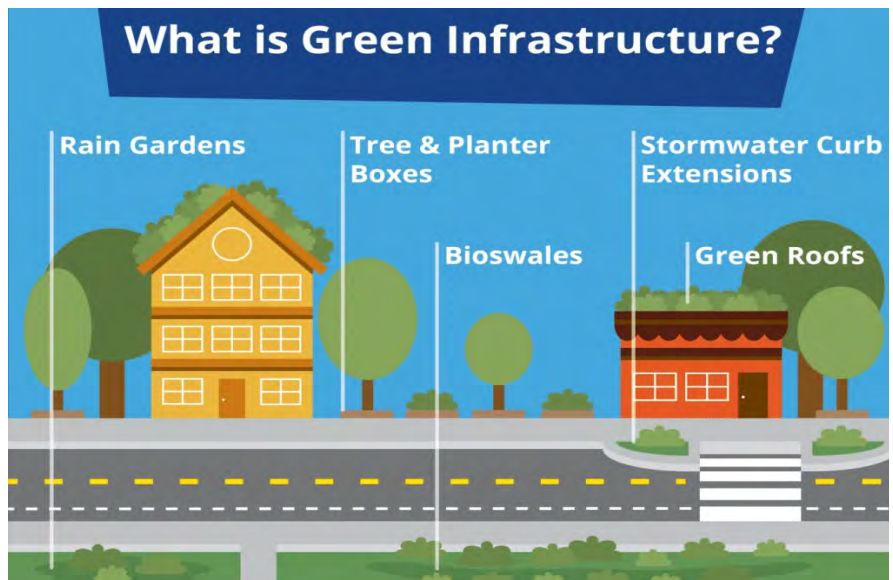 What is Green Infrastructure?
Rain Gardens
Tree & Planter
Boxes
Stormwater Curb
Extensions
Bioswales
Green Roofs